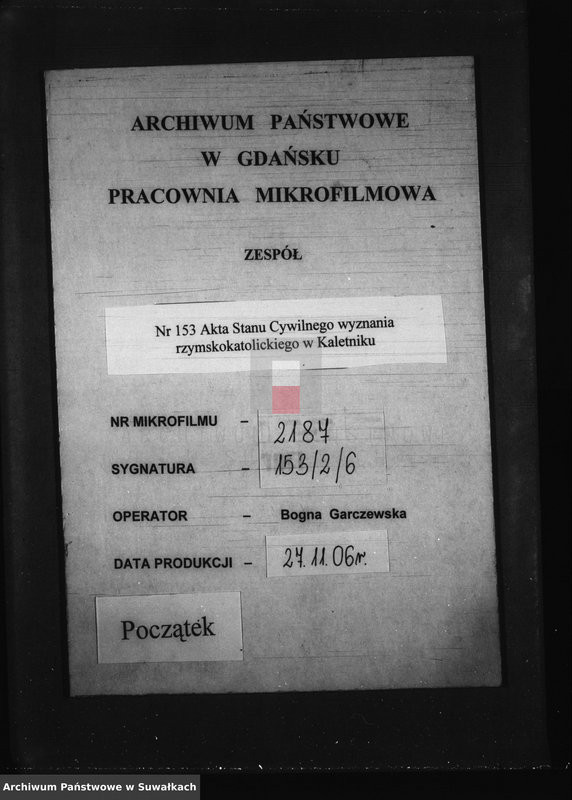 ARCHIWUM PAŃSTWOWE
W GDAŃSKU
PRACOWNIA MIKROFILMOWA
ZESPÓŁ
Nr 153 Akta Stanu Cywilnego wyznania
rzymskokatolickiego w Kaletniku
NR MIKROFILMU – 2187
SYGNATURA – 153/2/6
OPERATOR – Bogna Garczewska
DATA PRODUKCJI – 27.11.06r.
Początek
Archiwum Państwowe w Suwałkach